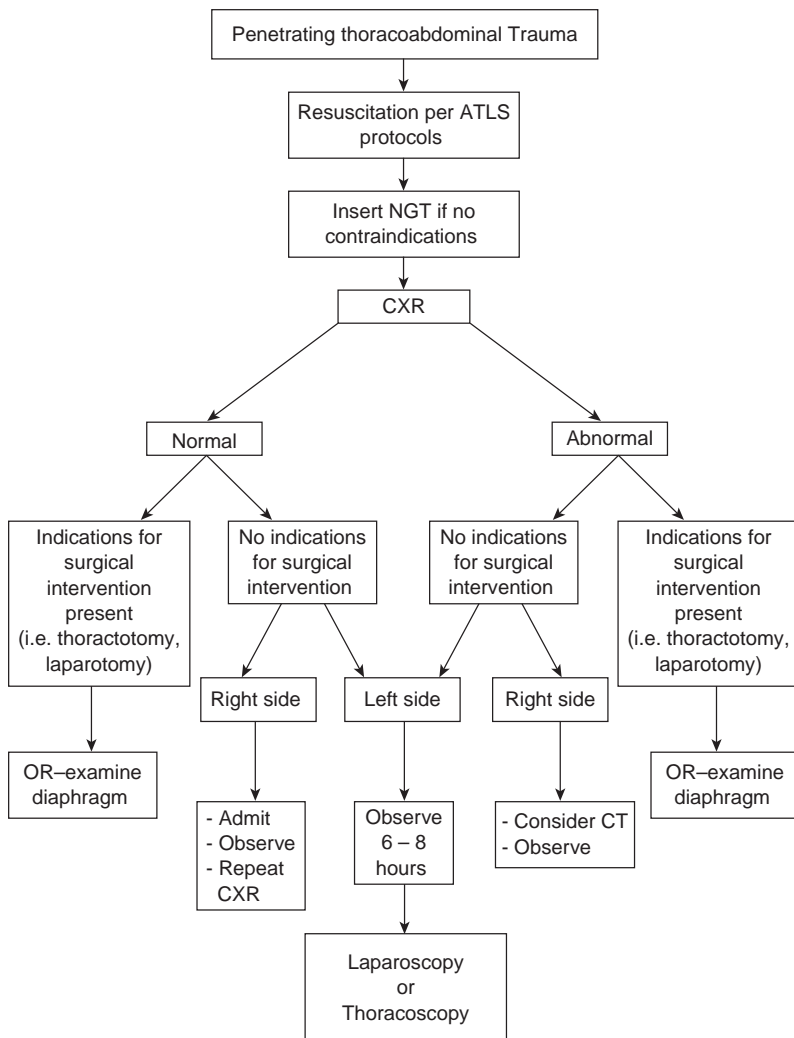 Penetrating thoracoabdominal Trauma
Resuscitation per ATLS
protocols
Insert NGT if no
contraindications
CXR
Normal
Abnormal
Indications for
surgical
intervention
present
(i.e. thoractotomy,
laparotomy)
No indications
for surgical
intervention
No indications
for surgical
intervention
Indications for
surgical
intervention
present
(i.e. thoractotomy,
laparotomy)
Right side
Left side
Right side
OR–examine
diaphragm
- Admit
- Observe
- Repeat
CXR
Observe
6 – 8
hours
- Consider CT
- Observe
OR–examine
diaphragm
Laparoscopy
or
Thoracoscopy